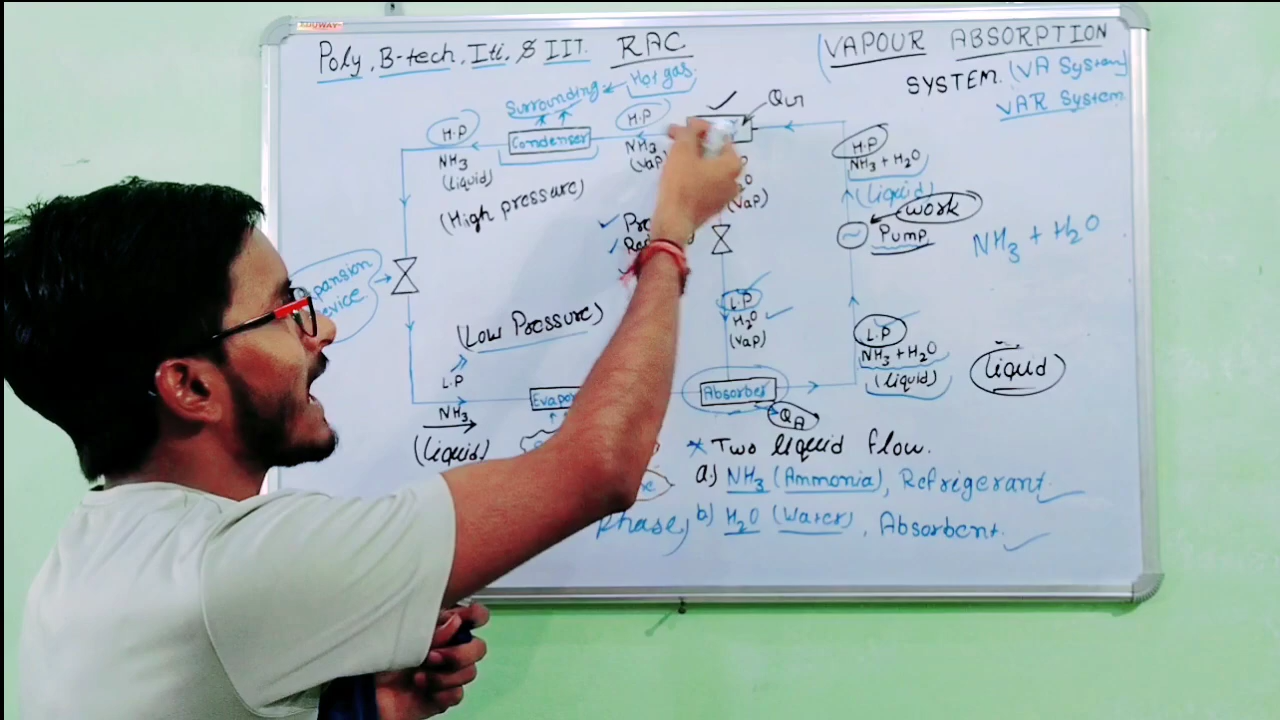 EDUWAY
Poly, B-tech, Iti, & IIT. RAC
(VAPOUR ABSORPTION
SYSTEM. (VA System)
VAR System
Surrounding. Hot gas.
H.P
NH3
(liquid)
Condenser
H.P
NH3
(vap)
(High pressure)
H.P
NH3 + H2O
(liquid)
work
Pump
NH3 + H2O
(Vap)
(Low Pressure)
L.P
H2O
(vap)
L.P
NH3 + H2O
(liquid)
liquid
L.P
NH3
(liquid)
Absorber
QA
* Two liquid flow.
a.) NH3 (Ammonia), Refrigerant.
Phase,
b) H2O (Water), Absorbent.